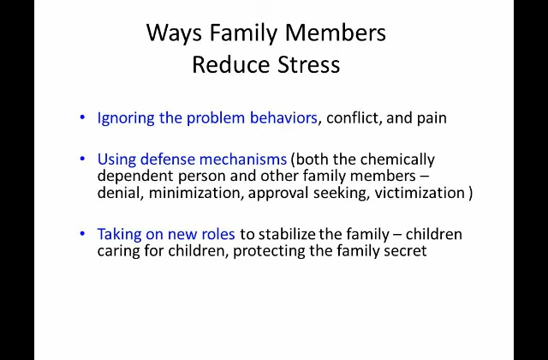 Ways Family Members
Reduce Stress
• Ignoring the problem behaviors, conflict, and pain
• Using defense mechanisms (both the chemically
dependent person and other family members –
denial, minimization, approval seeking, victimization )
• Taking on new roles to stabilize the family – children
caring for children, protecting the family secret